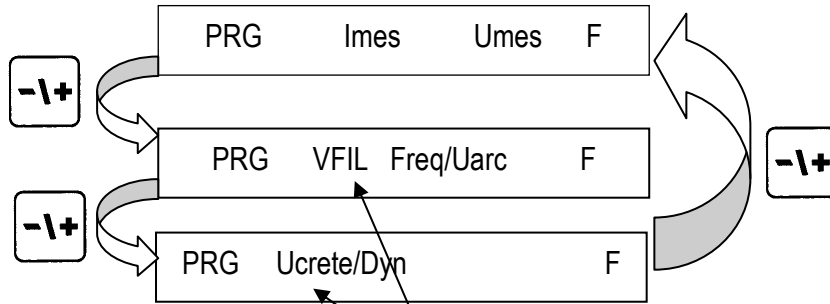 PRG Imes Umes F
-\+
PRG VFIL Freq/Uarc F
-\+
-\+
PRG Ucrete/Dyn F